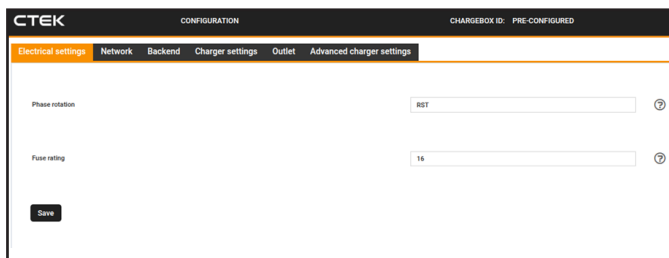 CTEK CONFIGURATION CHARGEBOX ID: PRE-CONFIGURED
Electrical settings Network Backend Charger settings Outlet Advanced charger settings
Phase rotation RST ?
Fuse rating 16 ?
Save